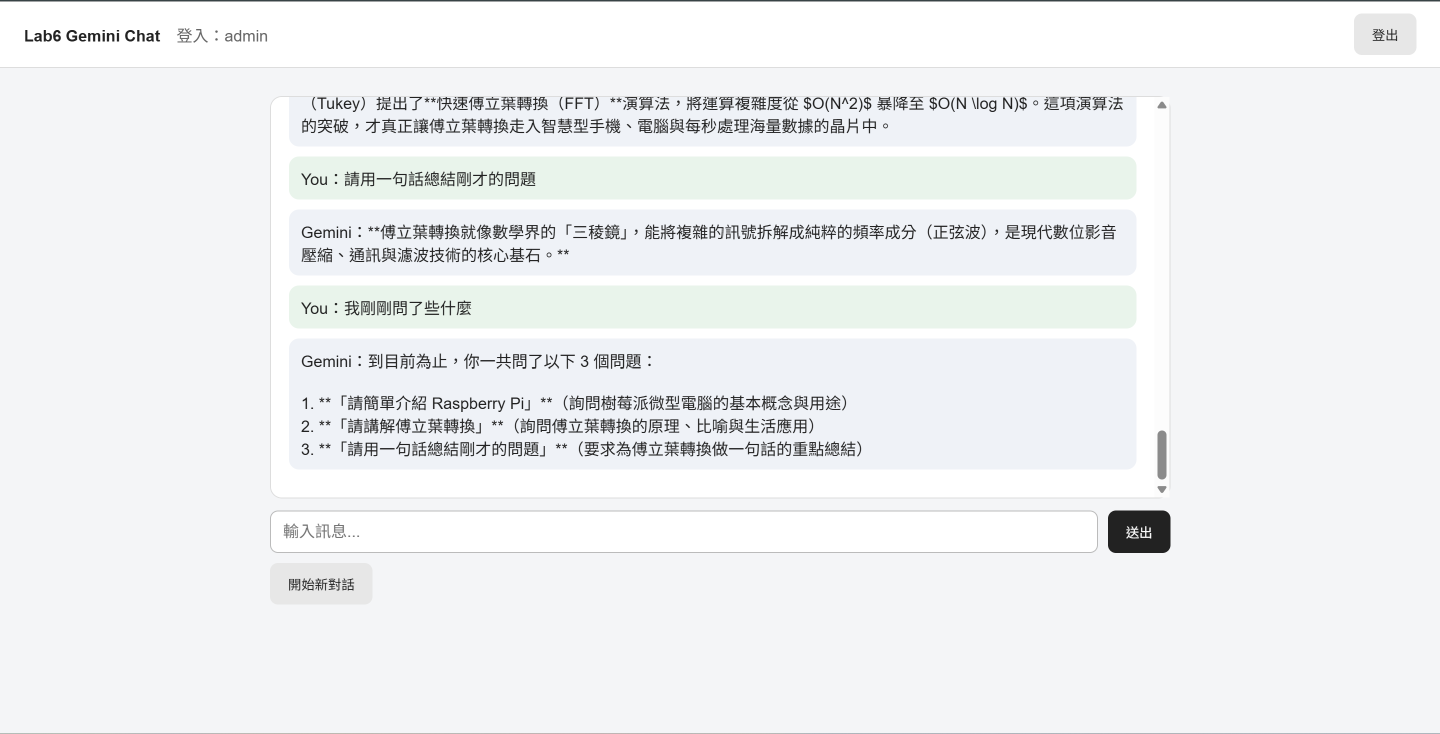 Lab6 Gemini Chat 登入：admin
登出
（Tukey）提出了**快速傅立葉轉換（FFT）**演算法，將運算複雜度從 $O(N^2)$ 暴降至 $O(N \log N)$。這項演算法
的突破，才真正讓傅立葉轉換走入智慧型手機、電腦與每秒處理海量數據的晶片中。
You：請用一句話總結剛才的問題
Gemini：**傅立葉轉換就像數學界的「三稜鏡」，能將複雜的訊號拆解成純粹的頻率成分（正弦波），是現代數位影音
壓縮、通訊與濾波技術的核心基石。**
You：我剛剛問了些什麼
Gemini：到目前為止，你一共問了以下 3 個問題：
1. **「請簡單介紹 Raspberry Pi」**（詢問樹莓派微型電腦的基本概念與用途）
2. **「請講解傅立葉轉換」**（詢問傅立葉轉換的原理、比喻與生活應用）
3. **「請用一句話總結剛才的問題」**（要求為傅立葉轉換做一句話的重點總結）
輸入訊息...
送出
開始新對話